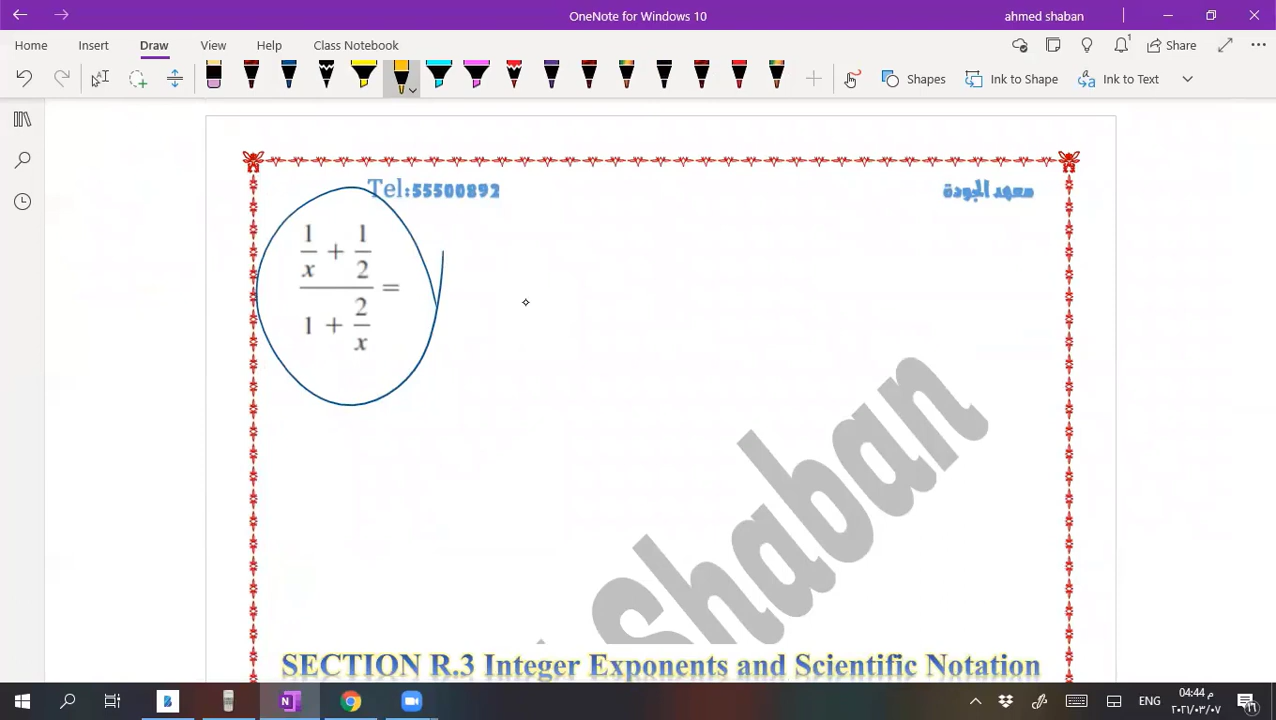 OneNote for Windows 10
ahmed shaban
Home Insert Draw View Help Class Notebook
Share
Shapes Ink to Shape Ink to Text
Tel:55500892
معهد الجودة
1/x + 1/2
=
1 + 2/x
Shaban
SECTION R.3 Integer Exponents and Scientific Notation
ENG
04:44 م
٢٠٢١/٠٣/٠٧